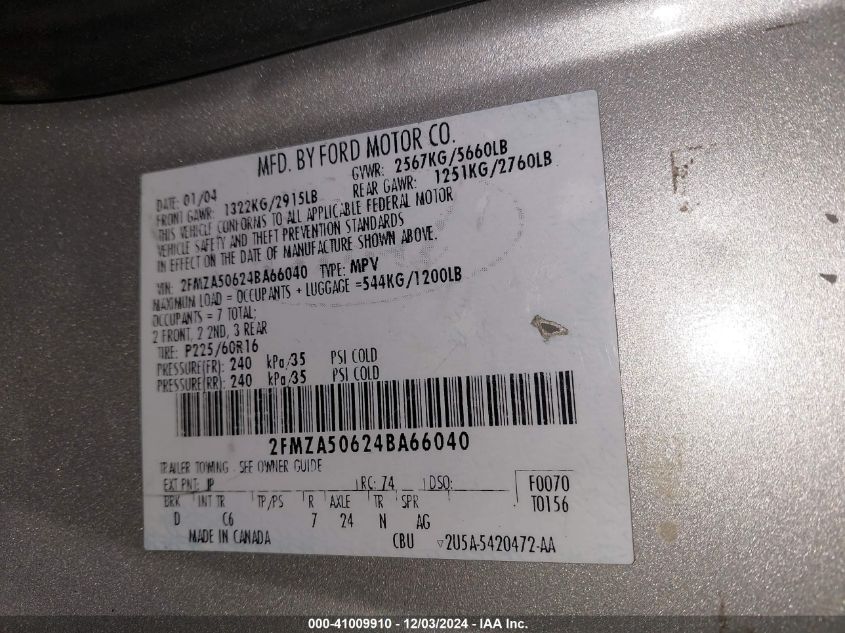 MFD. BY FORD MOTOR CO.
DATE: 01/04 GVWR: 2567KG/5660LB
FRONT GAWR: 1322KG/2915LB REAR GAWR: 1251KG/2760LB
THIS VEHICLE CONFORMS TO ALL APPLICABLE FEDERAL MOTOR
VEHICLE SAFETY AND THEFT PREVENTION STANDARDS
IN EFFECT ON THE DATE OF MANUFACTURE SHOWN ABOVE.
VIN: 2FMZA50624BA66040 TYPE: MPV
MAXIMUM LOAD = OCCUPANTS + LUGGAGE =544KG/1200LB
OCCUPANTS = 7 TOTAL;
2 FRONT, 2 2ND, 3 REAR
TIRE: P225/60R16
PRESSURE(FR): 240 kPa/35 PSI COLD
PRESSURE(RR): 240 kPa/35 PSI COLD
2FMZA50624BA66040
TRAILER TOWING - SEE OWNER GUIDE
EXT PNT: JP RC: 74 DSO: F0070
BRK INT TR TP/PS R AXLE TR SPR T0156
D C6 7 24 N AG
MADE IN CANADA CBU ▽2U5A-5420472-AA
000-41009910 - 12/03/2024 - IAA Inc.